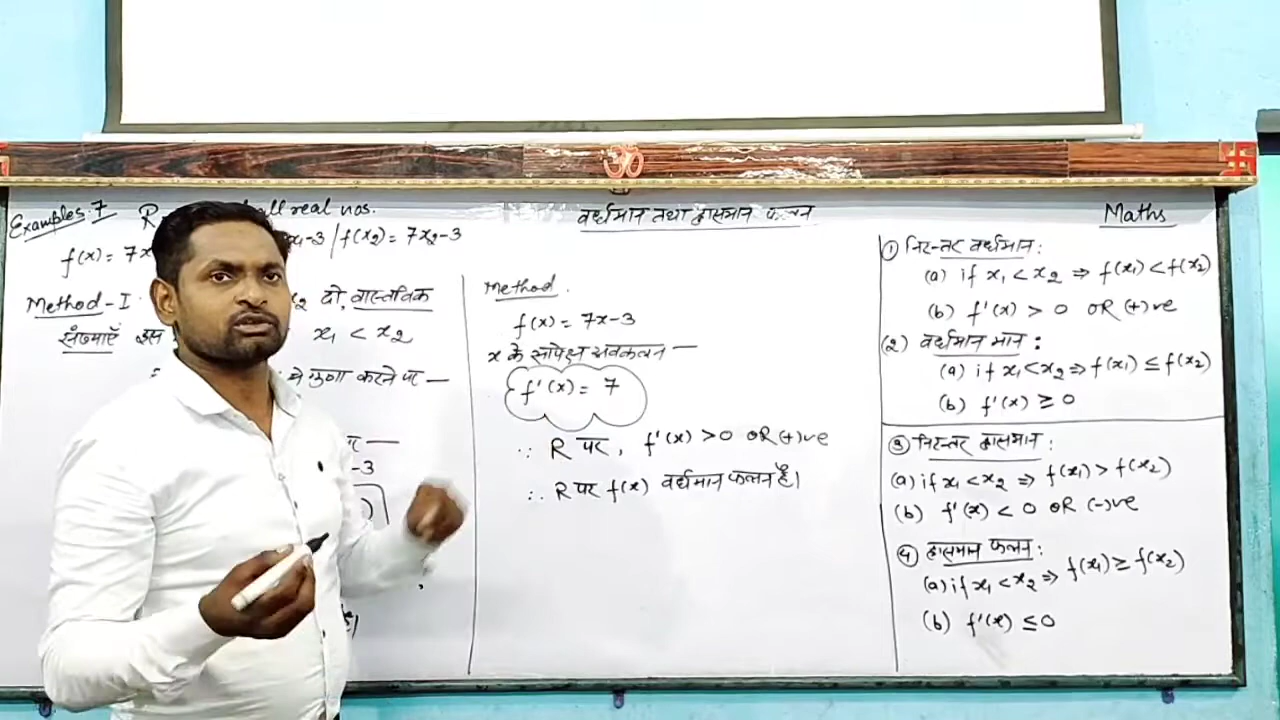 ॐ
Examples.7 R all real nos.
f(x) = 7x -3 / f(x₂) = 7x₂-3
Method - I दो, वास्तविक
संख्याएँ इस x₁ < x₂
से गुणा करने पर —
पर —
-3
वर्धमान तथा ह्रासमान फलन
Method.
f(x) = 7x-3
x के सापेक्ष अवकलन —
f'(x) = 7
∵ R पर, f'(x) > 0 OR (+)ve
∴ R पर f(x) वर्धमान फलन है।
Maths
① निरन्तर वर्धमान:
(a) if x₁ < x₂ ⇒ f(x₁) < f(x₂)
(b) f'(x) > 0 OR (+)ve
(2) वर्धमान मान:
(a) if x₁ < x₂ ⇒ f(x₁) ≤ f(x₂)
(b) f'(x) ≥ 0
③ निरन्तर ह्रासमान:
(a) if x₁ < x₂ ⇒ f(x₁) > f(x₂)
(b) f'(x) < 0 OR (-)ve
④ ह्रासमान फलन:
(a) if x₁ < x₂ ⇒ f(x₁) ≥ f(x₂)
(b) f'(x) ≤ 0